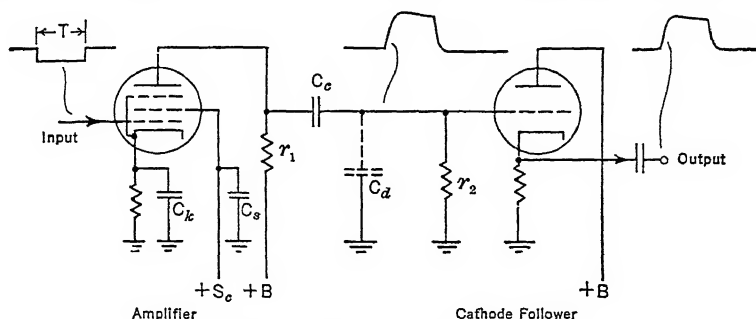 T
Input
C_k
C_s
r_1
C_c
C_d
r_2
Output
+S_c
+B
+B
Amplifier
Cathode Follower